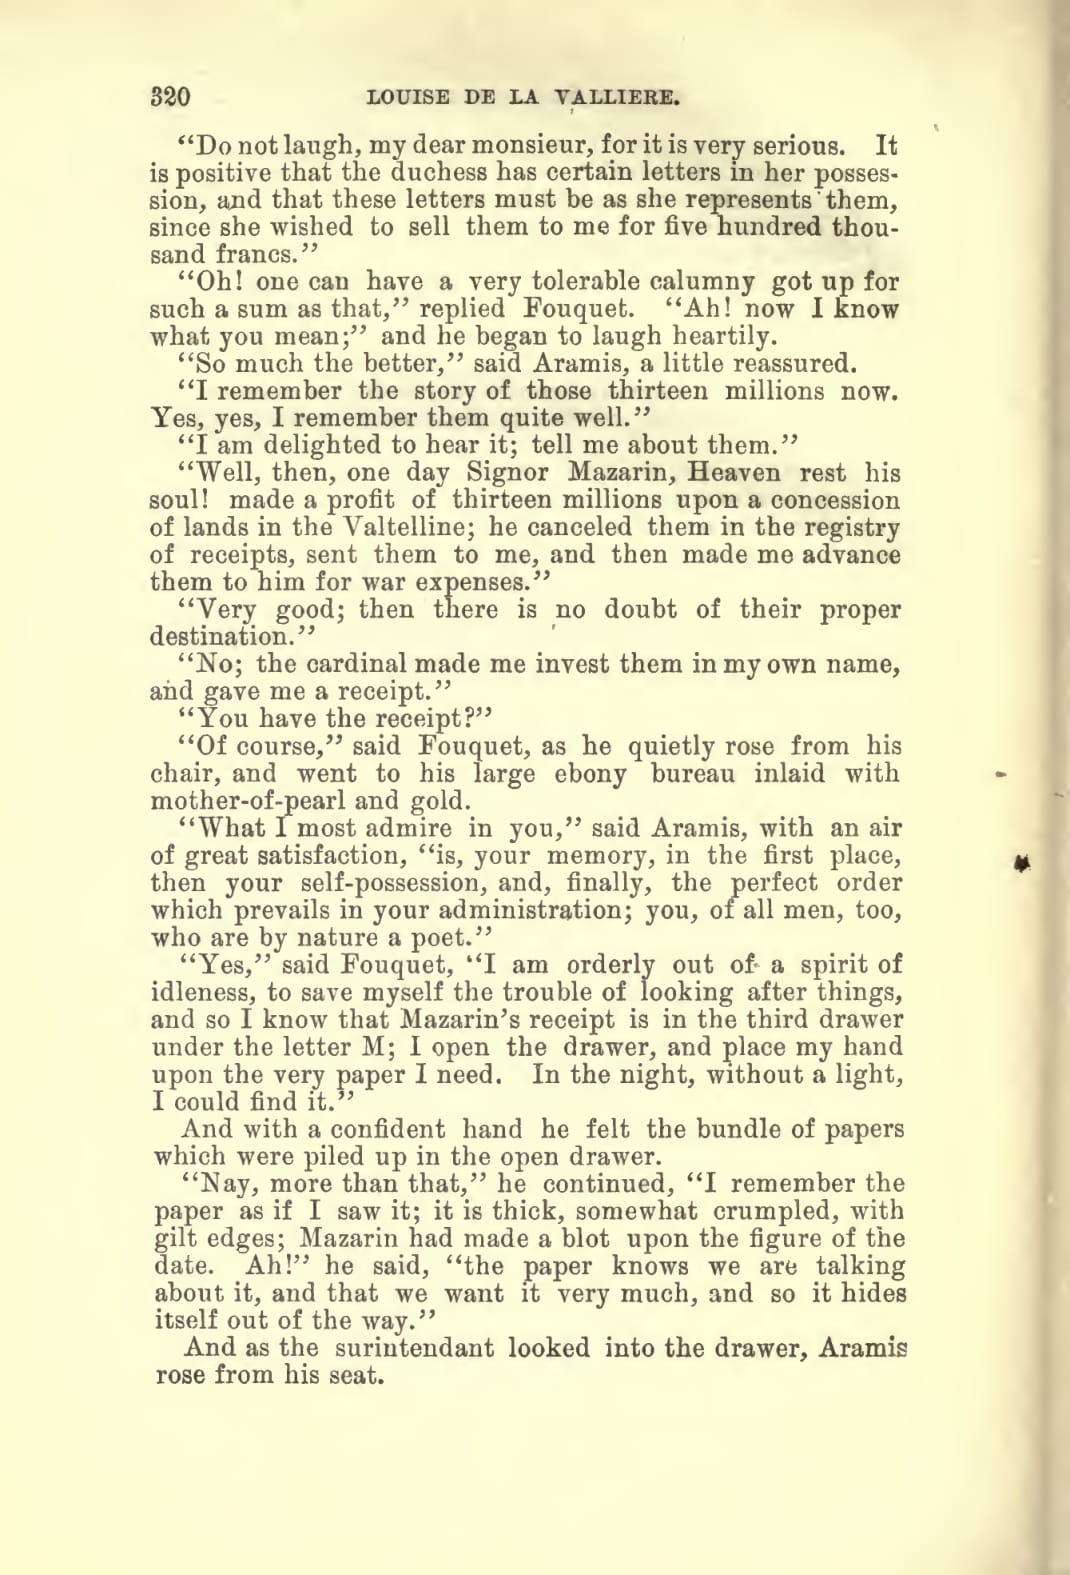 320 LOUISE DE LA VALLIERE.
“Do not laugh, my dear monsieur, for it is very serious. It
is positive that the duchess has certain letters in her posses-
sion, and that these letters must be as she represents them,
since she wished to sell them to me for five hundred thou-
sand francs.”
“Oh! one can have a very tolerable calumny got up for
such a sum as that,” replied Fouquet. “Ah! now I know
what you mean;” and he began to laugh heartily.
“So much the better,” said Aramis, a little reassured.
“I remember the story of those thirteen millions now.
Yes, yes, I remember them quite well.”
“I am delighted to hear it; tell me about them.”
“Well, then, one day Signor Mazarin, Heaven rest his
soul! made a profit of thirteen millions upon a concession
of lands in the Valtelline; he canceled them in the registry
of receipts, sent them to me, and then made me advance
them to him for war expenses.”
“Very good; then there is no doubt of their proper
destination.”
“No; the cardinal made me invest them in my own name,
and gave me a receipt.”
“You have the receipt?”
“Of course,” said Fouquet, as he quietly rose from his
chair, and went to his large ebony bureau inlaid with
mother-of-pearl and gold.
“What I most admire in you,” said Aramis, with an air
of great satisfaction, “is, your memory, in the first place,
then your self-possession, and, finally, the perfect order
which prevails in your administration; you, of all men, too,
who are by nature a poet.”
“Yes,” said Fouquet, “I am orderly out of a spirit of
idleness, to save myself the trouble of looking after things,
and so I know that Mazarin’s receipt is in the third drawer
under the letter M; I open the drawer, and place my hand
upon the very paper I need. In the night, without a light,
I could find it.”
And with a confident hand he felt the bundle of papers
which were piled up in the open drawer.
“Nay, more than that,” he continued, “I remember the
paper as if I saw it; it is thick, somewhat crumpled, with
gilt edges; Mazarin had made a blot upon the figure of the
date. Ah!” he said, “the paper knows we are talking
about it, and that we want it very much, and so it hides
itself out of the way.”
And as the surintendant looked into the drawer, Aramis
rose from his seat.